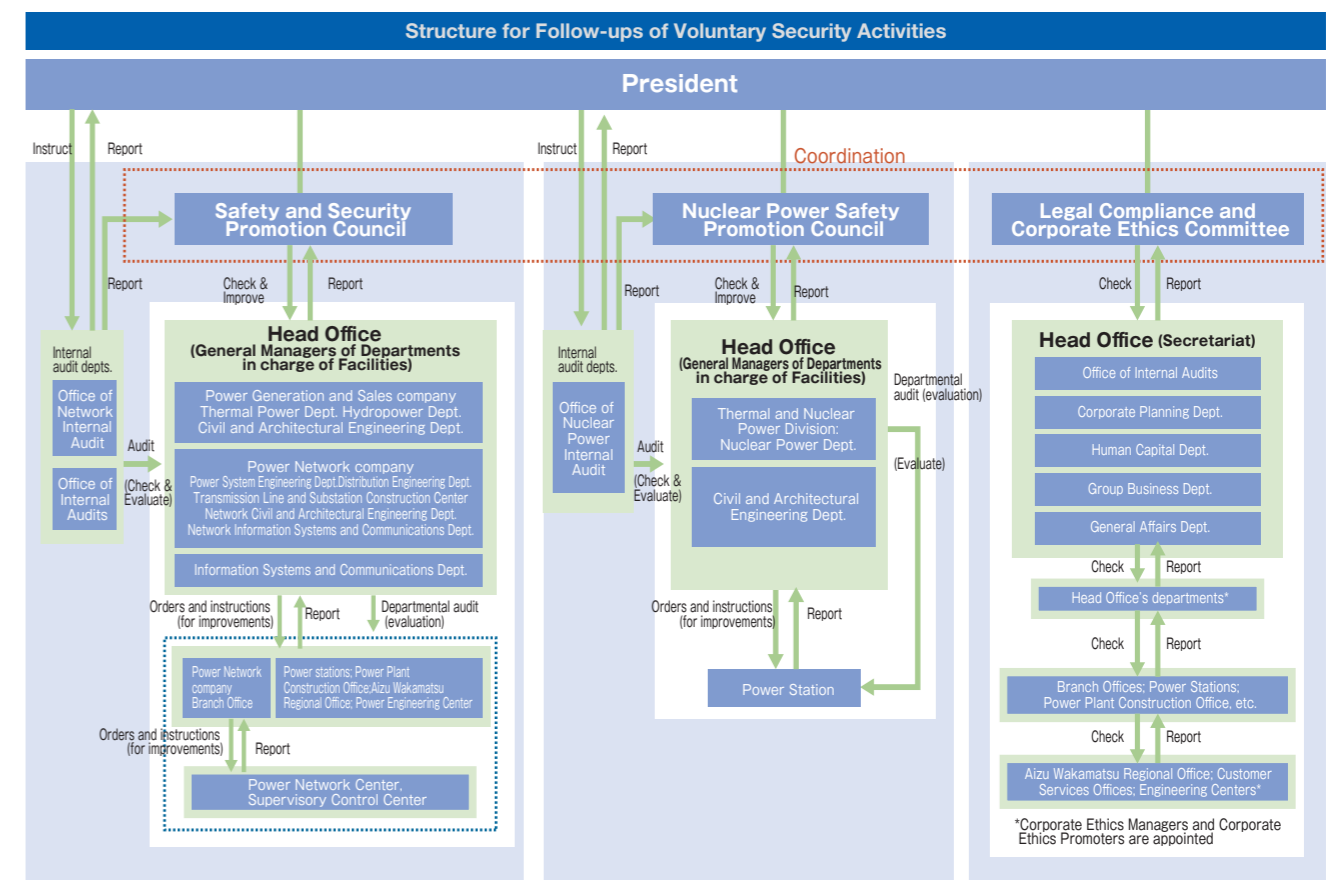 Structure for Follow-ups of Voluntary Security Activities
President
Instruct
Report
Instruct
Report
Coordination
Safety and Security
Promotion Council
Nuclear Power Safety
Promotion Council
Legal Compliance and
Corporate Ethics Committee
Report
Check &
Improve
Report
Report
Check &
Improve
Report
Check
Report
Internal
audit depts.
Office of
Network
Internal
Audit
Office of
Internal
Audits
Audit
(Check &
Evaluate)
Head Office
(General Managers of Departments
in charge of Facilities)
Power Generation and Sales company
Thermal Power Dept. Hydropower Dept.
Civil and Architectural Engineering Dept.
Power Network company
Power System Engineering Dept.Distribution Engineering Dept.
Transmission Line and Substation Construction Center
Network Civil and Architectural Engineering Dept.
Network Information Systems and Communications Dept.
Information Systems and Communications Dept.
Orders and instructions
(for improvements)
Report
Departmental audit
(evaluation)
Power Network
company
Branch Office
Power stations; Power Plant
Construction Office;Aizu Wakamatsu
Regional Office; Power Engineering Center
Orders and instructions
(for improvements)
Report
Power Network Center,
Supervisory Control Center
Internal
audit depts.
Office of
Nuclear
Power
Internal
Audit
Audit
(Check &
Evaluate)
Head Office
(General Managers of Departments
in charge of Facilities)
Thermal and Nuclear
Power Division:
Nuclear Power Dept.
Civil and Architectural
Engineering Dept.
Departmental
audit (evaluation)
(Evaluate)
Orders and instructions
(for improvements)
Report
Power Station
Head Office (Secretariat)
Office of Internal Audits
Corporate Planning Dept.
Human Capital Dept.
Group Business Dept.
General Affairs Dept.
Check
Report
Head Office's departments*
Check
Report
Branch Offices; Power Stations;
Power Plant Construction Office, etc.
Check
Report
Aizu Wakamatsu Regional Office; Customer
Services Offices; Engineering Centers*
*Corporate Ethics Managers and Corporate
Ethics Promoters are appointed